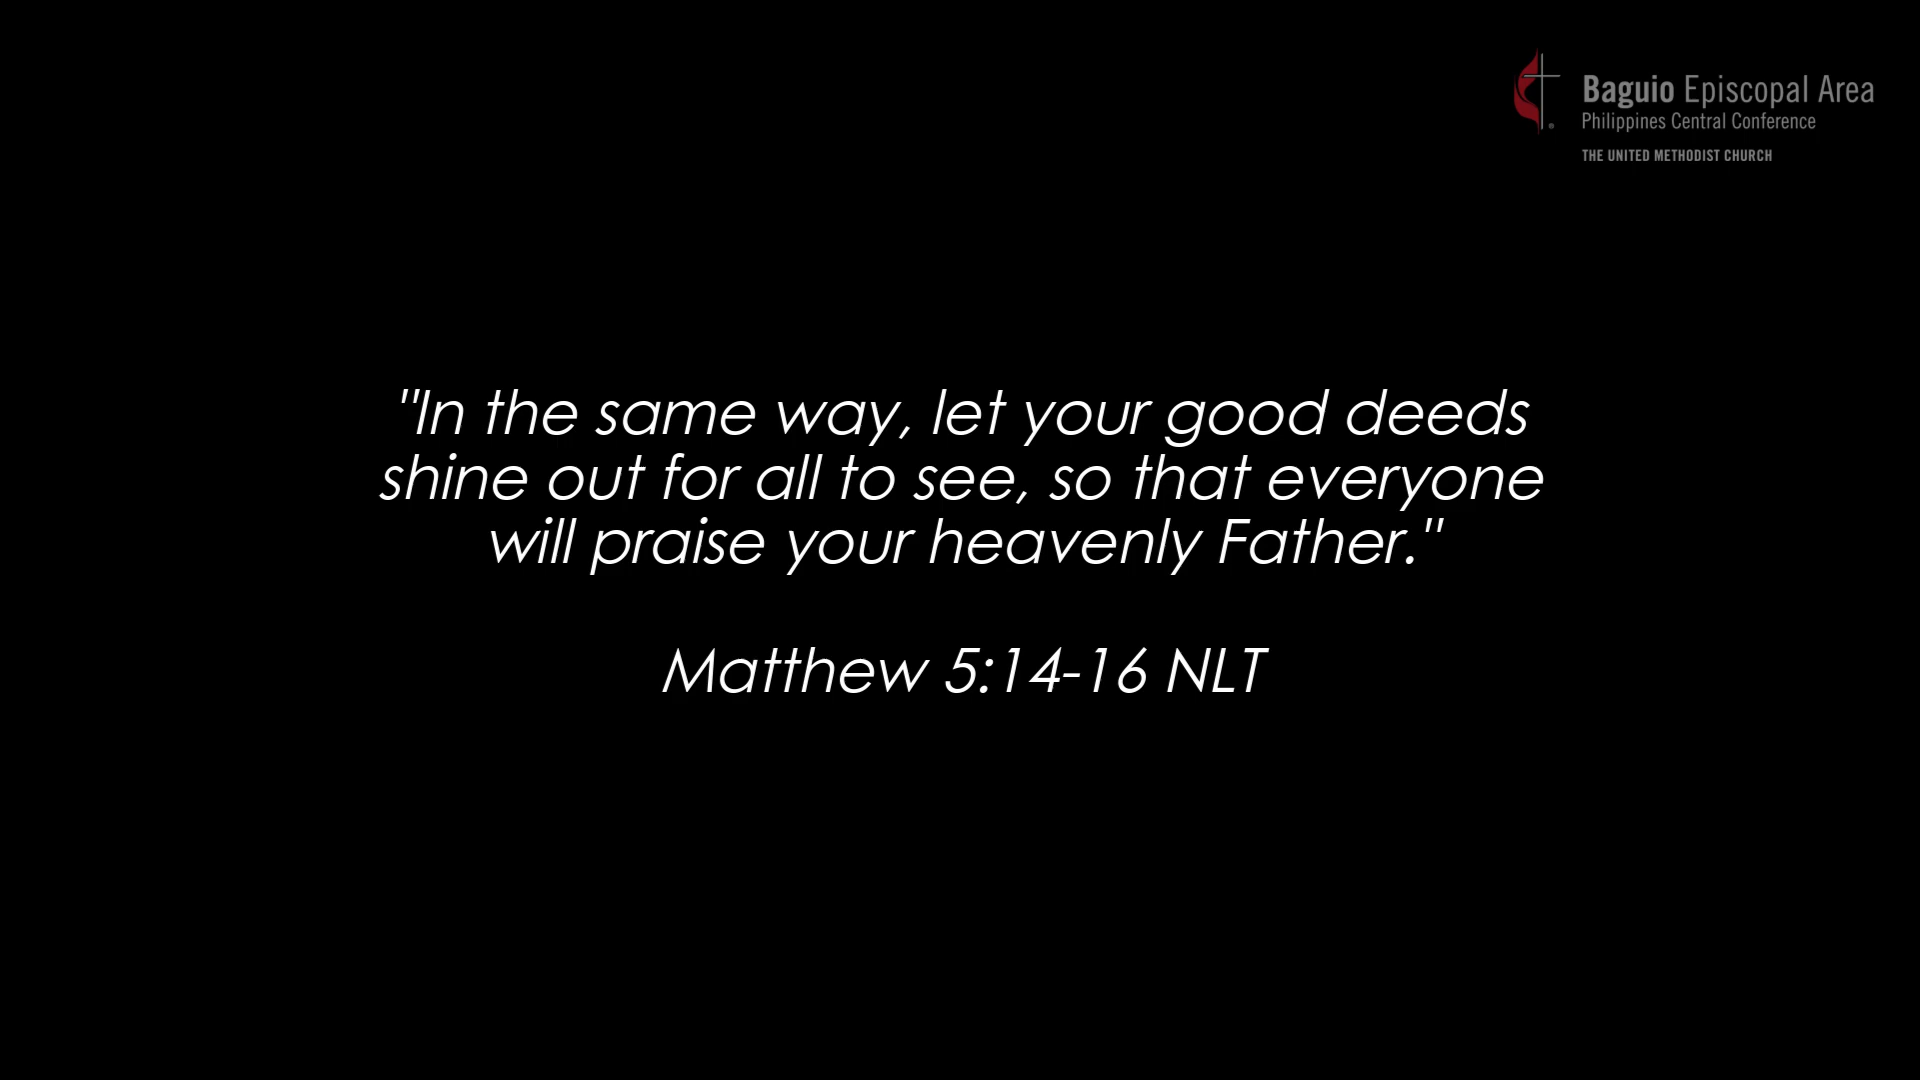 Baguio Episcopal Area
Philippines Central Conference
THE UNITED METHODIST CHURCH
"In the same way, let your good deeds
shine out for all to see, so that everyone
will praise your heavenly Father."
Matthew 5:14-16 NLT